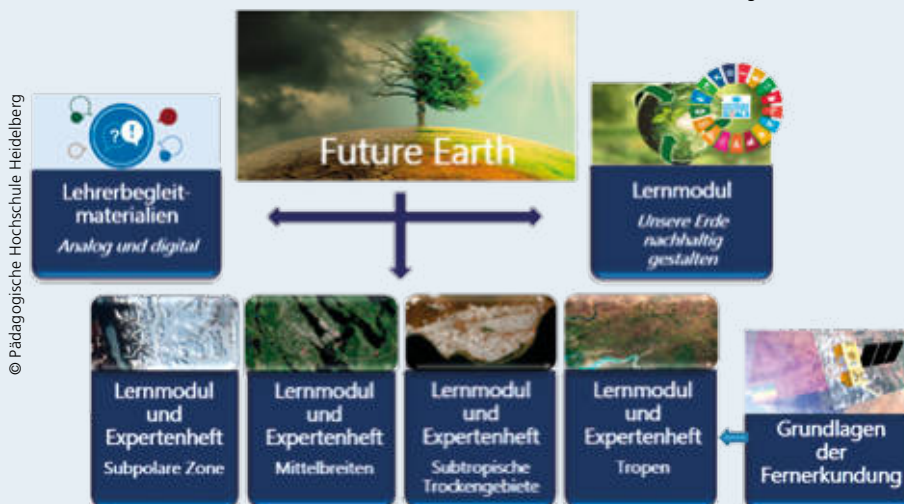 © Pädagogische Hochschule Heidelberg
Future Earth
Lehrerbegleit-
materialien
Analog und digital
Lernmodul
Unsere Erde
nachhaltig
gestalten
Lernmodul
und
Expertenheft
Subpolare Zone
Lernmodul
und
Expertenheft
Mittelbreiten
Lernmodul
und
Expertenheft
Subtropische
Trockengebiete
Lernmodul
und
Expertenheft
Tropen
Grundlagen
der
Fernerkundung